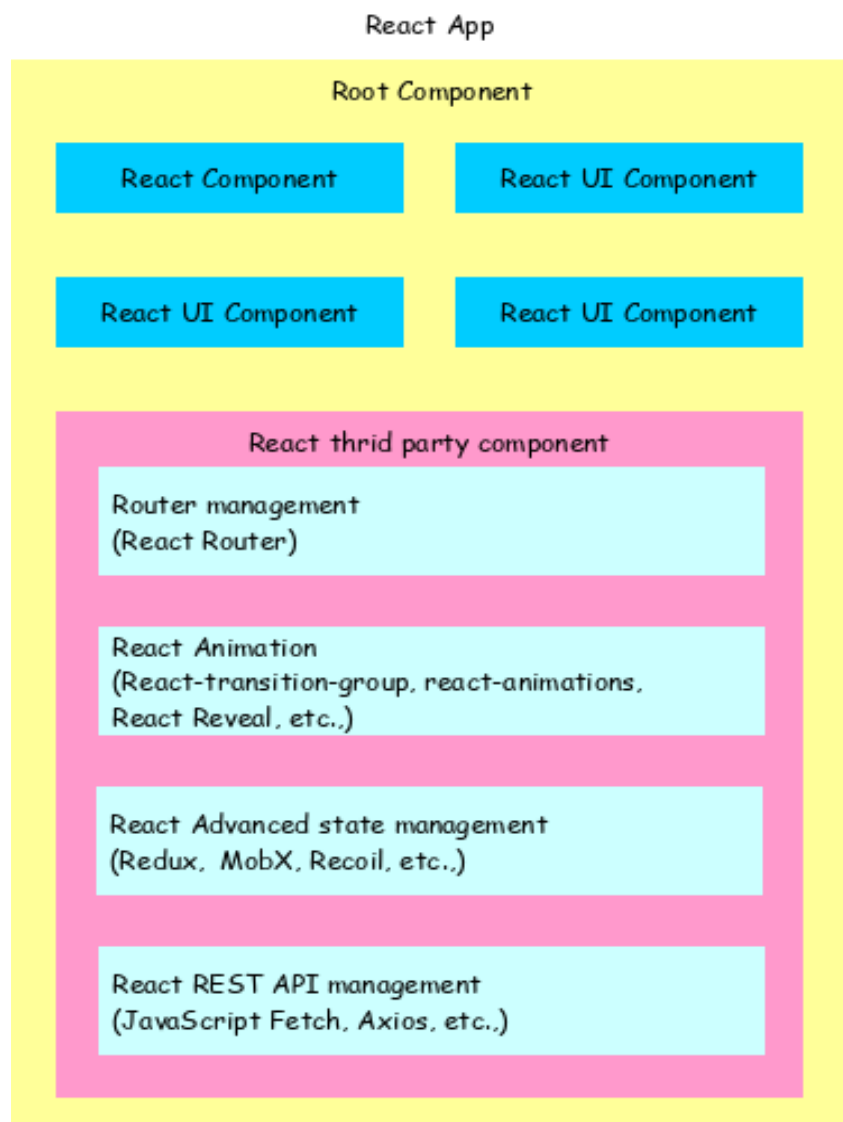 React App
Root Component
React Component
React UI Component
React UI Component
React UI Component
React thrid party component
Router management
(React Router)
React Animation
(React-transition-group, react-animations,
React Reveal, etc.,)
React Advanced state management
(Redux,  MobX, Recoil, etc.,)
React REST API management
(JavaScript Fetch, Axios, etc.,)